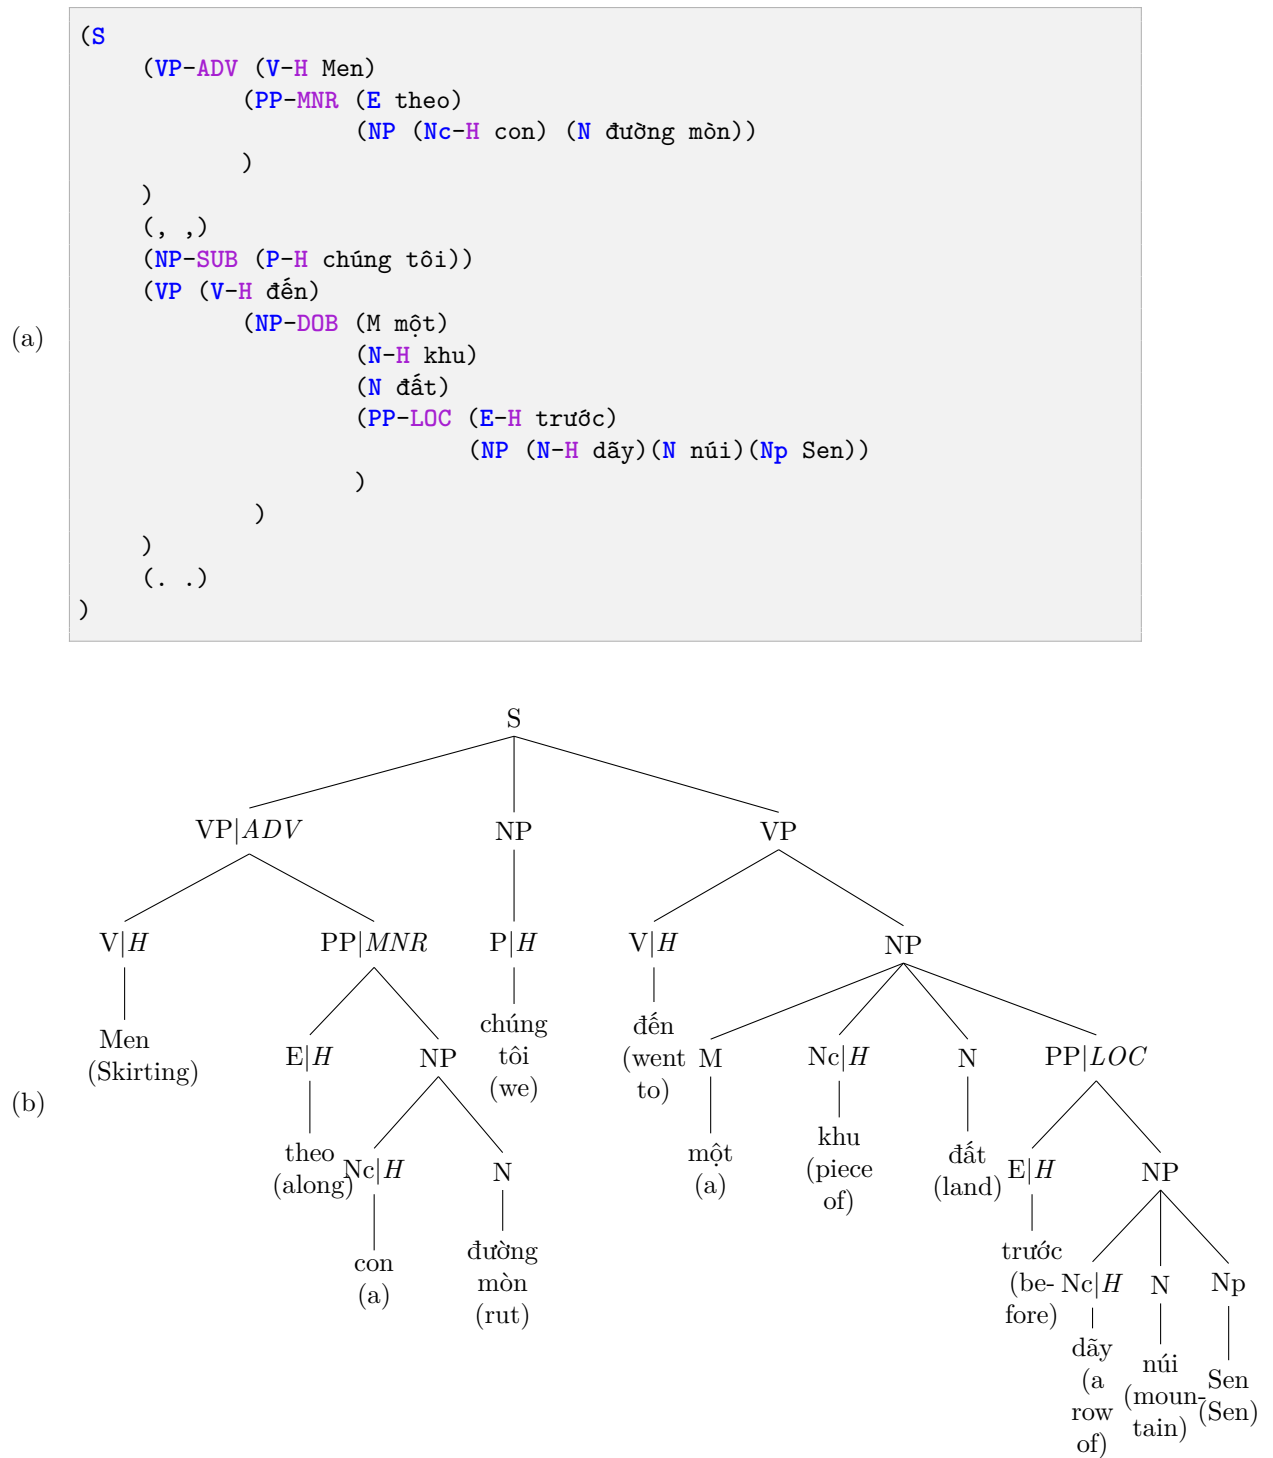 (S
(VP-ADV (V-H Men)
(PP-MNR (E theo)
(NP (Nc-H con) (N đường mòn))
)
)
(, ,)
(NP-SUB (P-H chúng tôi))
(VP (V-H đến)
(NP-DOB (M một)
(N-H khu)
(N đất)
(PP-LOC (E-H trước)
(NP (N-H dãy)(N núi)(Np Sen))
)
)
)
(. .)
)
(a)
S
VP|ADV NP VP
V|H PP|MNR P|H V|H NP
Men
(Skirting)
E|H NP
chúng
tôi
(we)
đến
(went
to)
M Nc|H N PP|LOC
(b)
theo
(along)
Nc|H N
một
(a)
khu
(piece
of)
đất
(land)
E|H NP
con
(a)
đường
mòn
(rut)
trước
(be-
fore)
Nc|H N Np
dãy
(a
row
of)
núi
(moun-
tain)
Sen
(Sen)